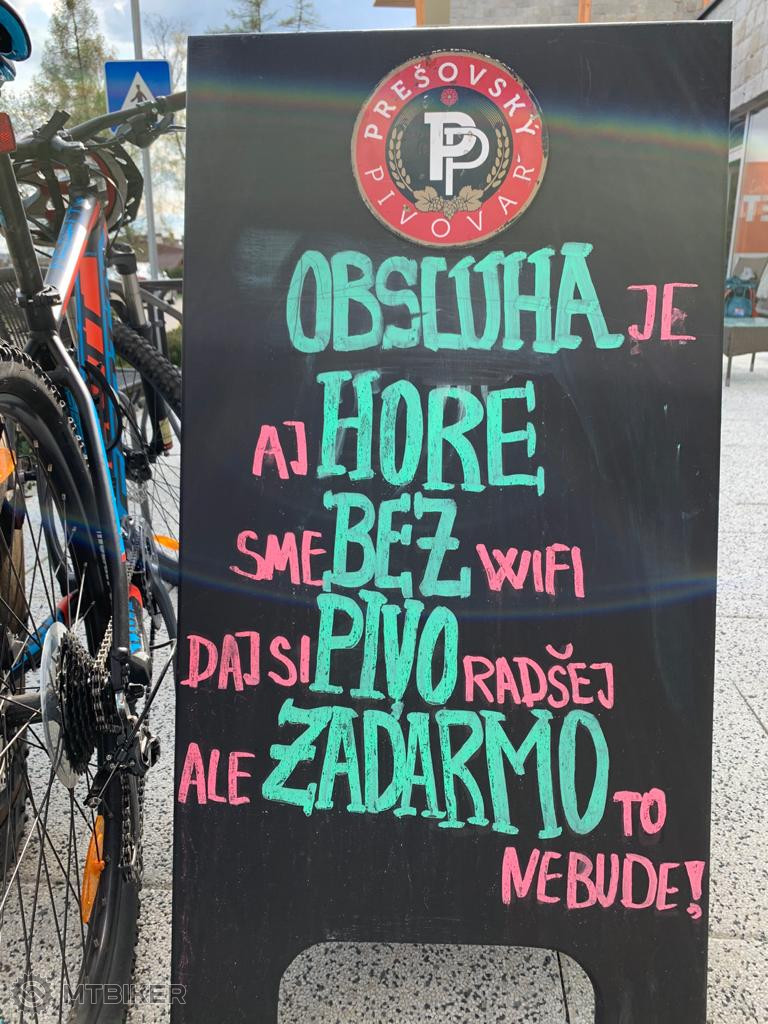 PREŠOVSKÝ
PIVOVAR
PP
OBSLUHA JE
AJ HORE
SME BEZ WIFI
DAJ SI PIVO RADŠEJ
ALE ZADARMO TO
NEBUDE!
MTBIKER